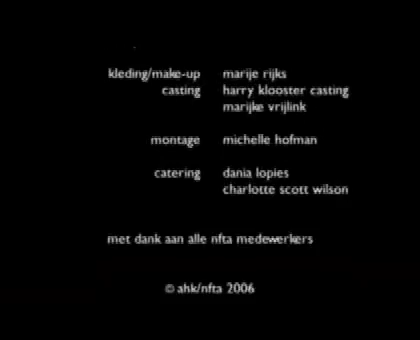 kleding/make-up marije rijks
casting harry klooster casting
marijke vrijlink
montage michelle hofman
catering dania lopies
charlotte scott wilson
met dank aan alle nfta medewerkers
© ahk/nfta 2006